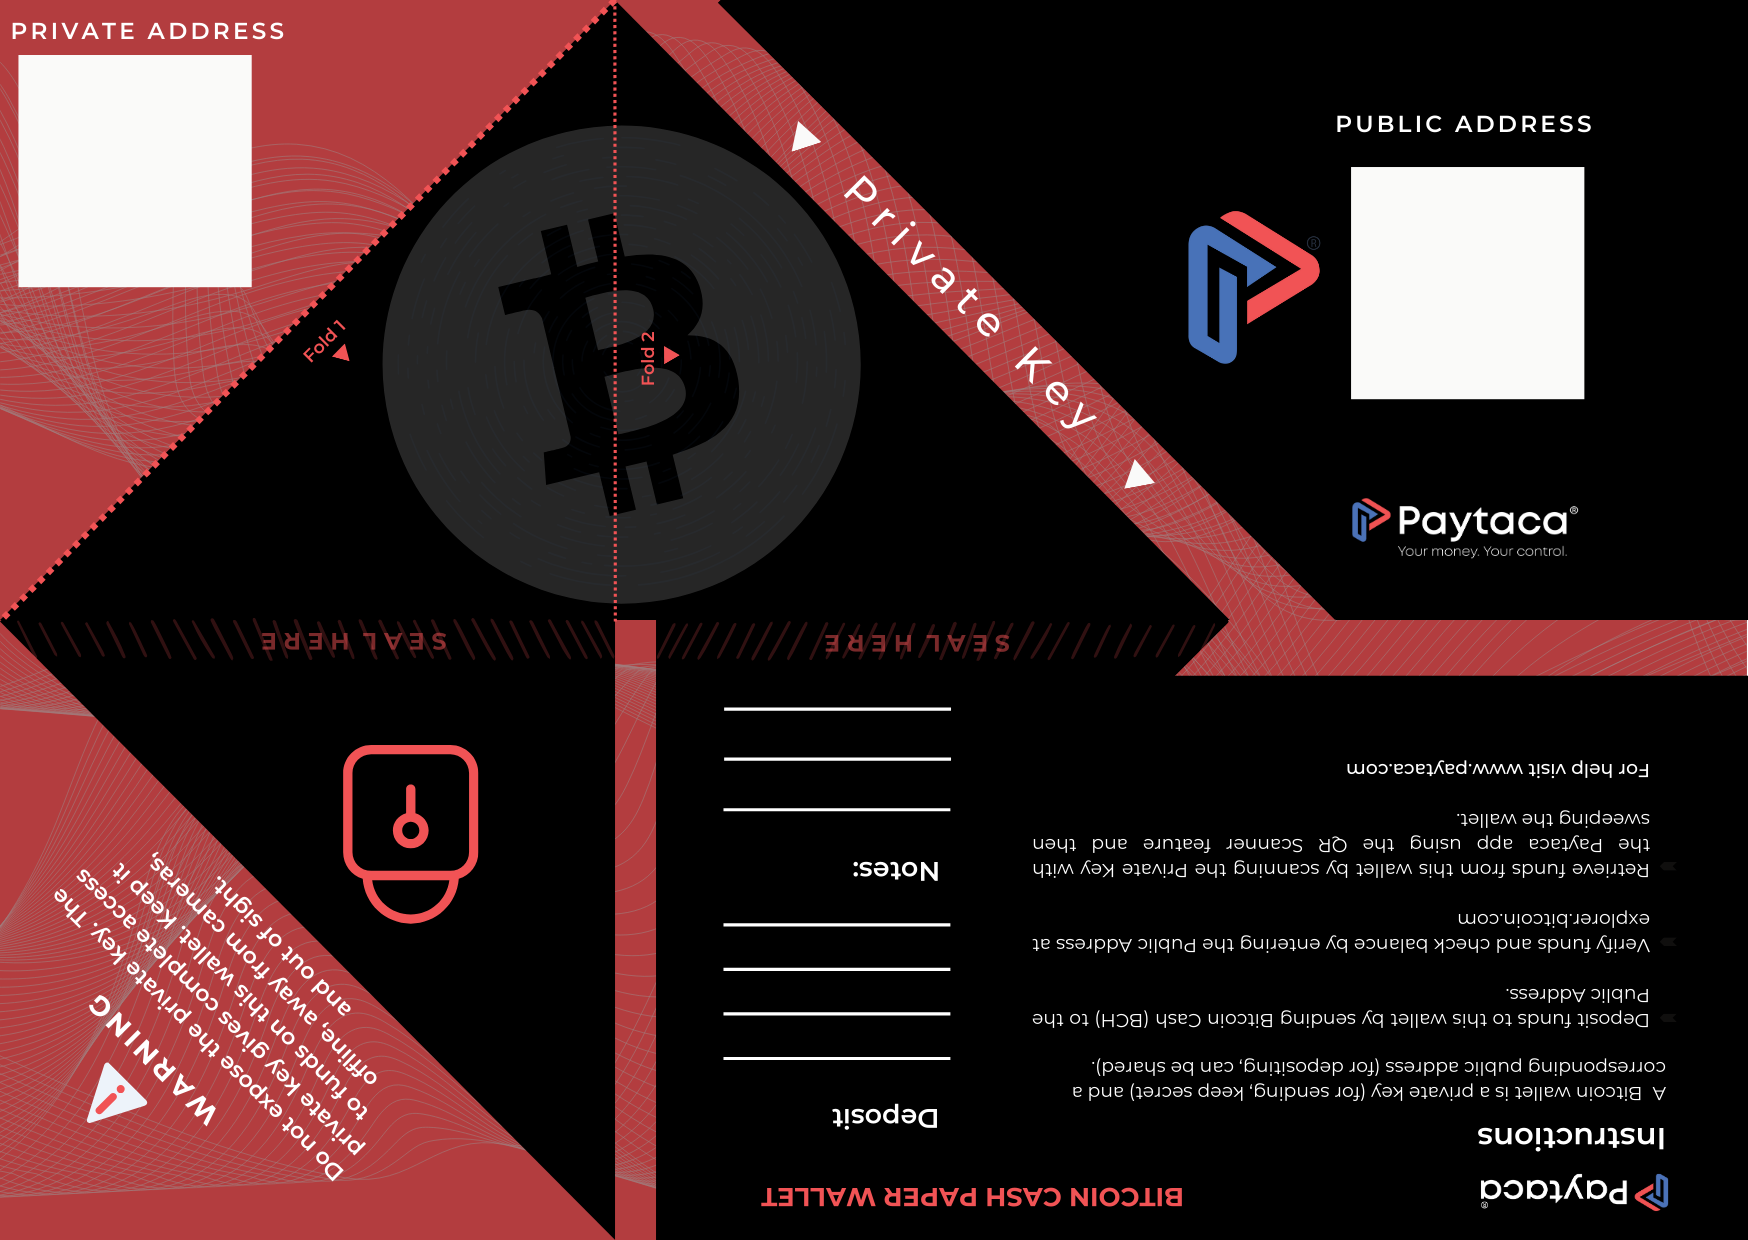 PRIVATE ADDRESS
Fold 1
Fold 2
Private Key
PUBLIC ADDRESS
®
Paytaca®
Your money. Your control.
SEAL HERE
SEAL HERE
WARNING
Do not expose the private key. The
private key gives complete access
to funds on this wallet. Keep it
offline, away from cameras,
and out of sight.
BITCOIN CASH PAPER WALLET
Deposit
Notes:
Paytaca®
Instructions
A Bitcoin wallet is a private key (for sending, keep secret) and a
corresponding public address (for depositing, can be shared).
Deposit funds to this wallet by sending Bitcoin Cash (BCH) to the
Public Address.
Verify funds and check balance by entering the Public Address at
explorer.bitcoin.com
Retrieve funds from this wallet by scanning the Private Key with
the Paytaca app using the QR Scanner feature and then
sweeping the wallet.
For help visit www.paytaca.com